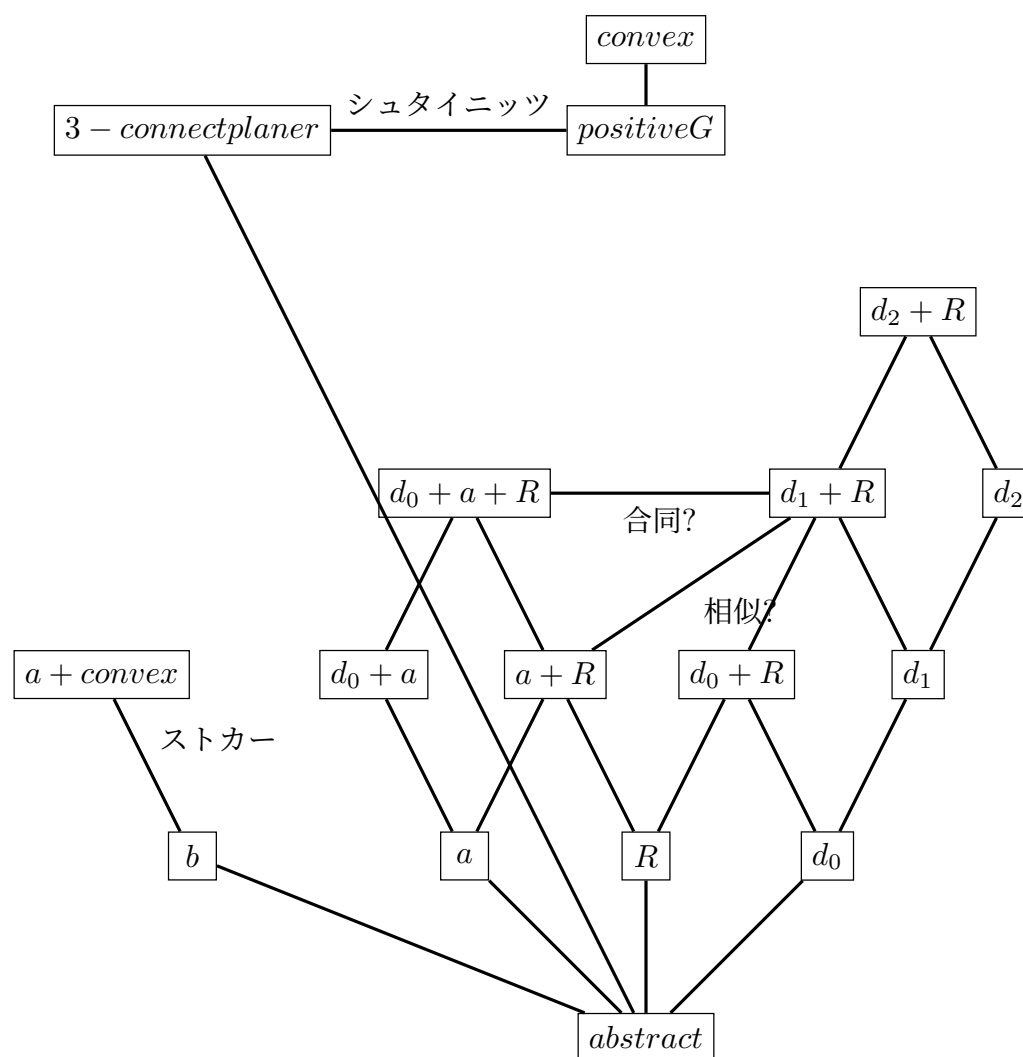 convex
シュタイニッツ
3 − connectplaner
positiveG
d₂ + R
d₀ + a + R
d₁ + R
d₂
合同?
相似?
a + convex
d₀ + a
a + R
d₀ + R
d₁
ストカー
b
a
R
d₀
abstract